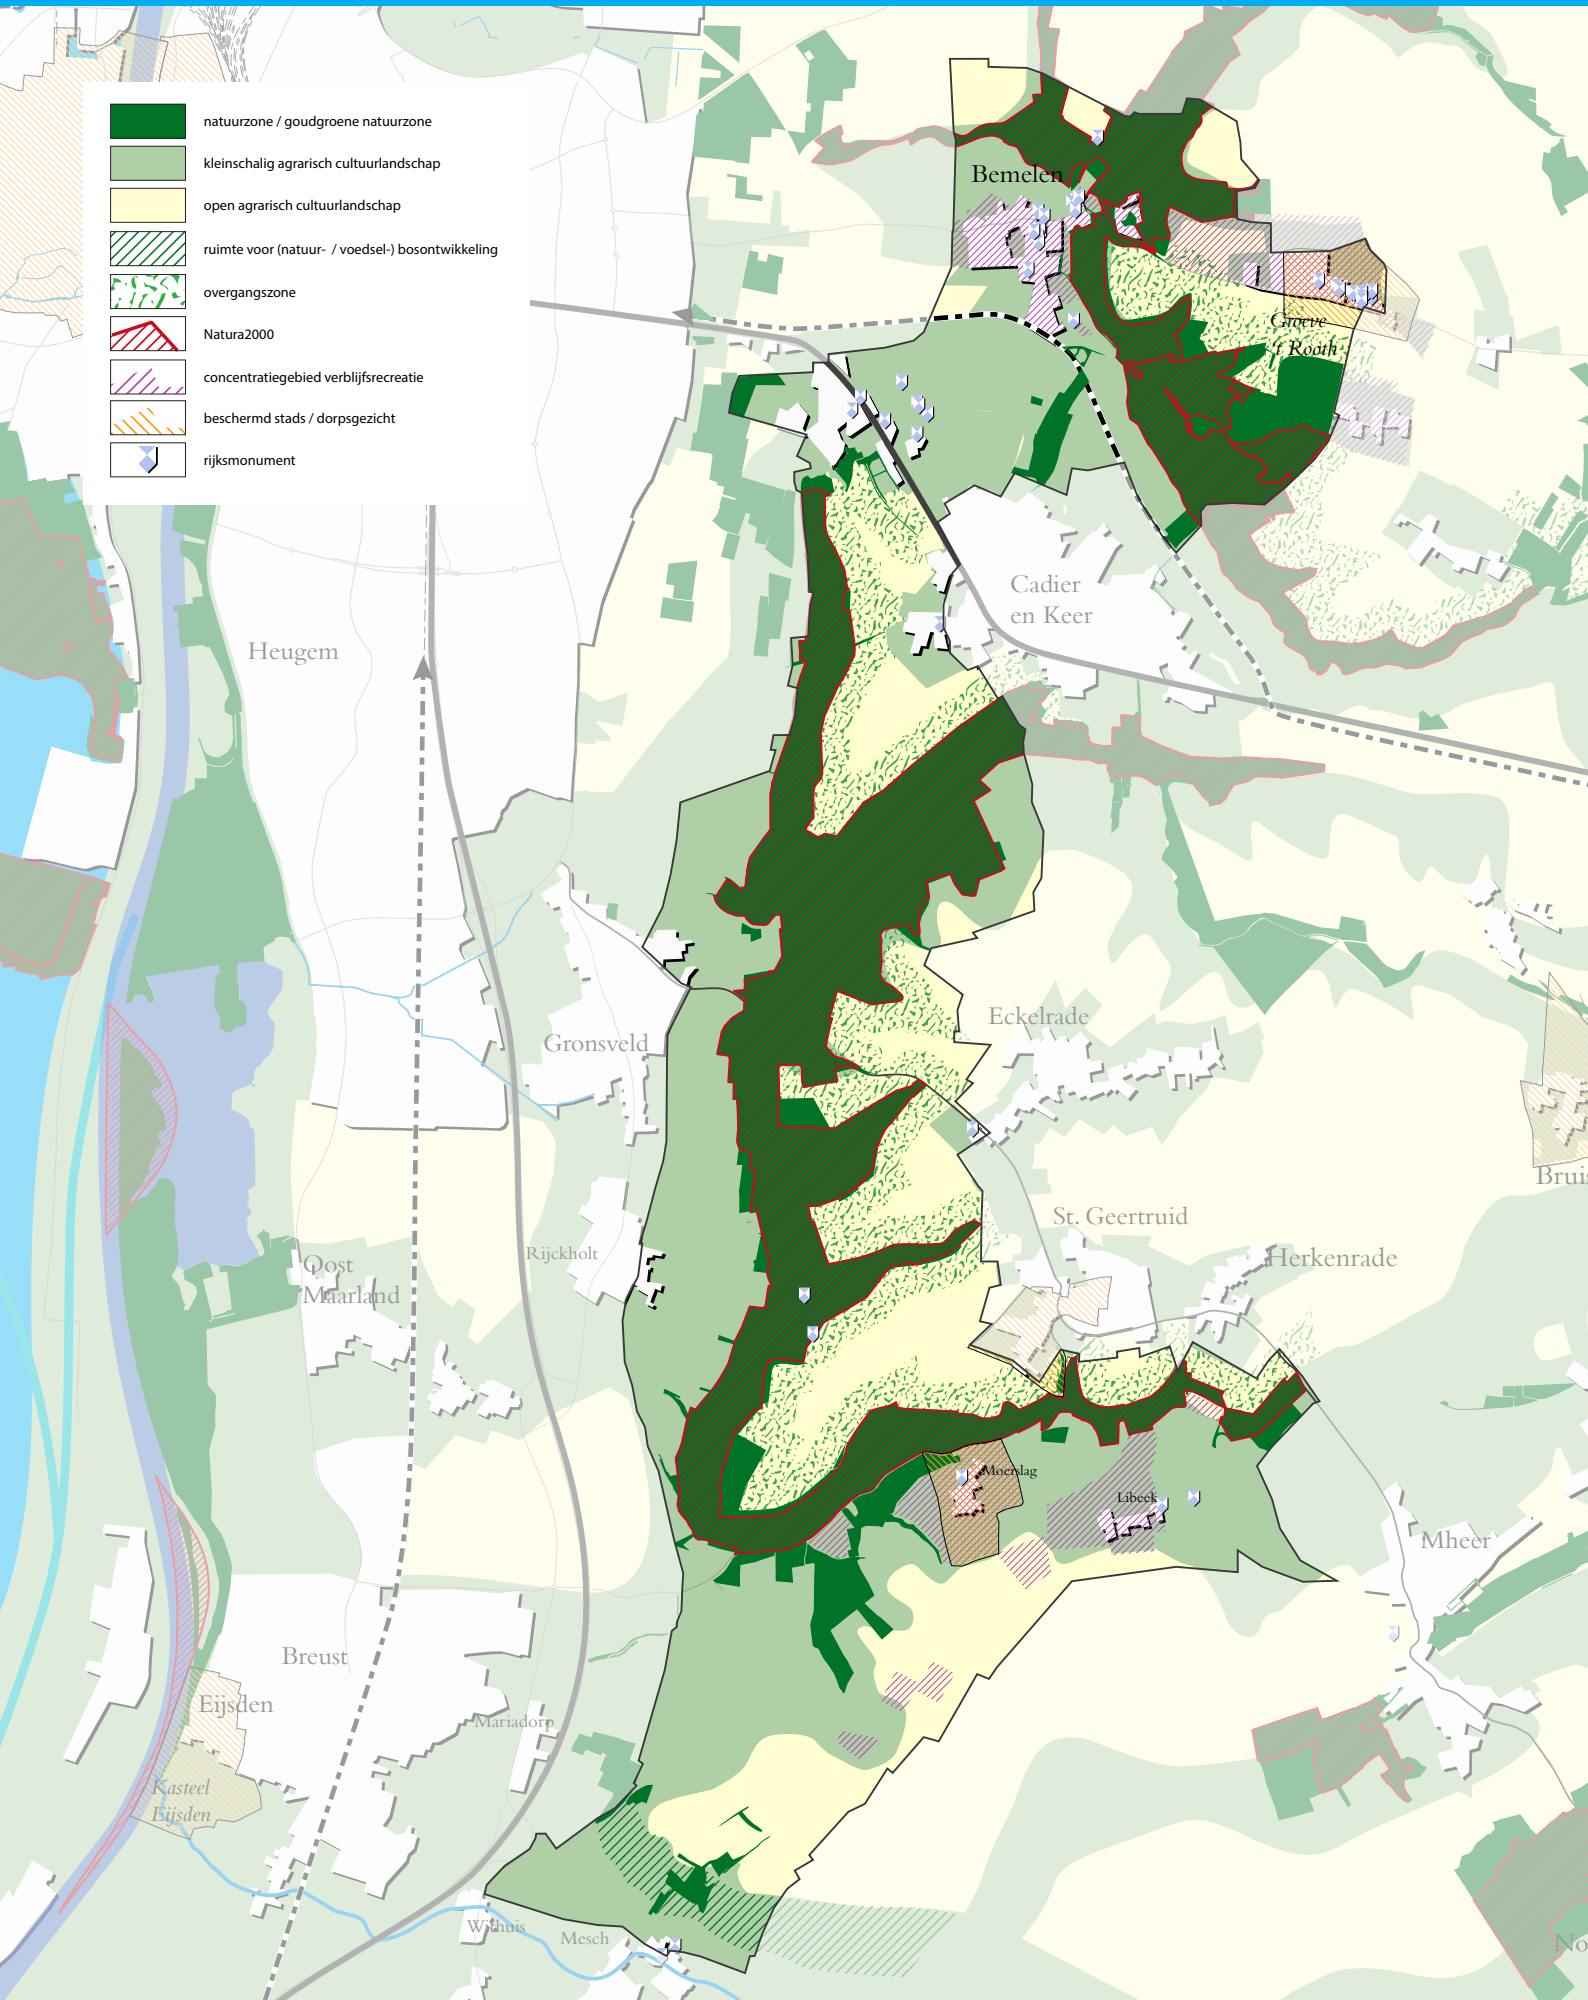 natuurzone / goudgroene natuurzone
kleinschalig agrarisch cultuurlandschap
open agrarisch cultuurlandschap
ruimte voor (natuur- / voedsel-) bosontwikkeling
overgangszone
Natura2000
concentratiegebied verblijfsrecreatie
beschermd stads / dorpsgezicht
rijksmonument
Bemelen
Groeve
't Rooth
Cadier
en Keer
Heugem
Eckelrade
Gronsveld
Bruis
St. Geertruid
Rijckholt
Herkenrade
Oost
Maarland
Moerslag
Libeek
Mheer
Breust
Eijsden
Mariadorp
Kasteel
Eijsden
Withuis
Mesch
No